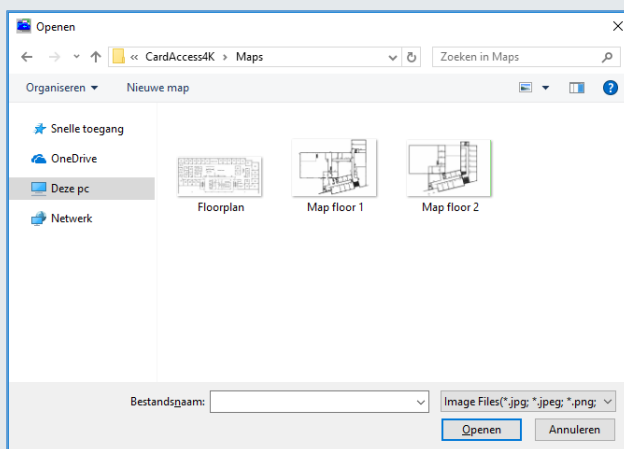 Openen
« CardAccess4K › Maps
Zoeken in Maps
Organiseren
Nieuwe map
?
Snelle toegang
OneDrive
Deze pc
Netwerk
Floorplan
Map floor 1
Map floor 2
Bestandsnaam:
Image Files(*.jpg; *.jpeg; *.png;
Openen
Annuleren